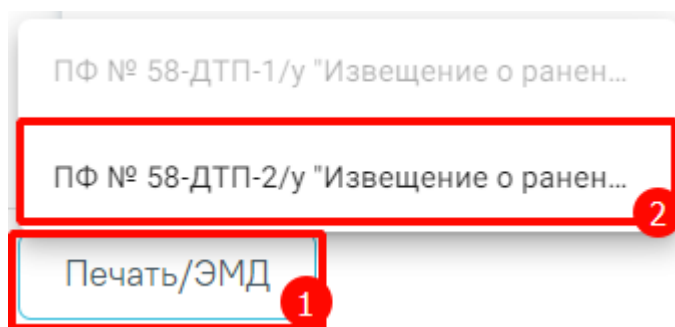 ПФ № 58-ДТП-1/у "Извещение о ранен...
ПФ № 58-ДТП-2/у "Извещение о ранен...
2
Печать/ЭМД
1